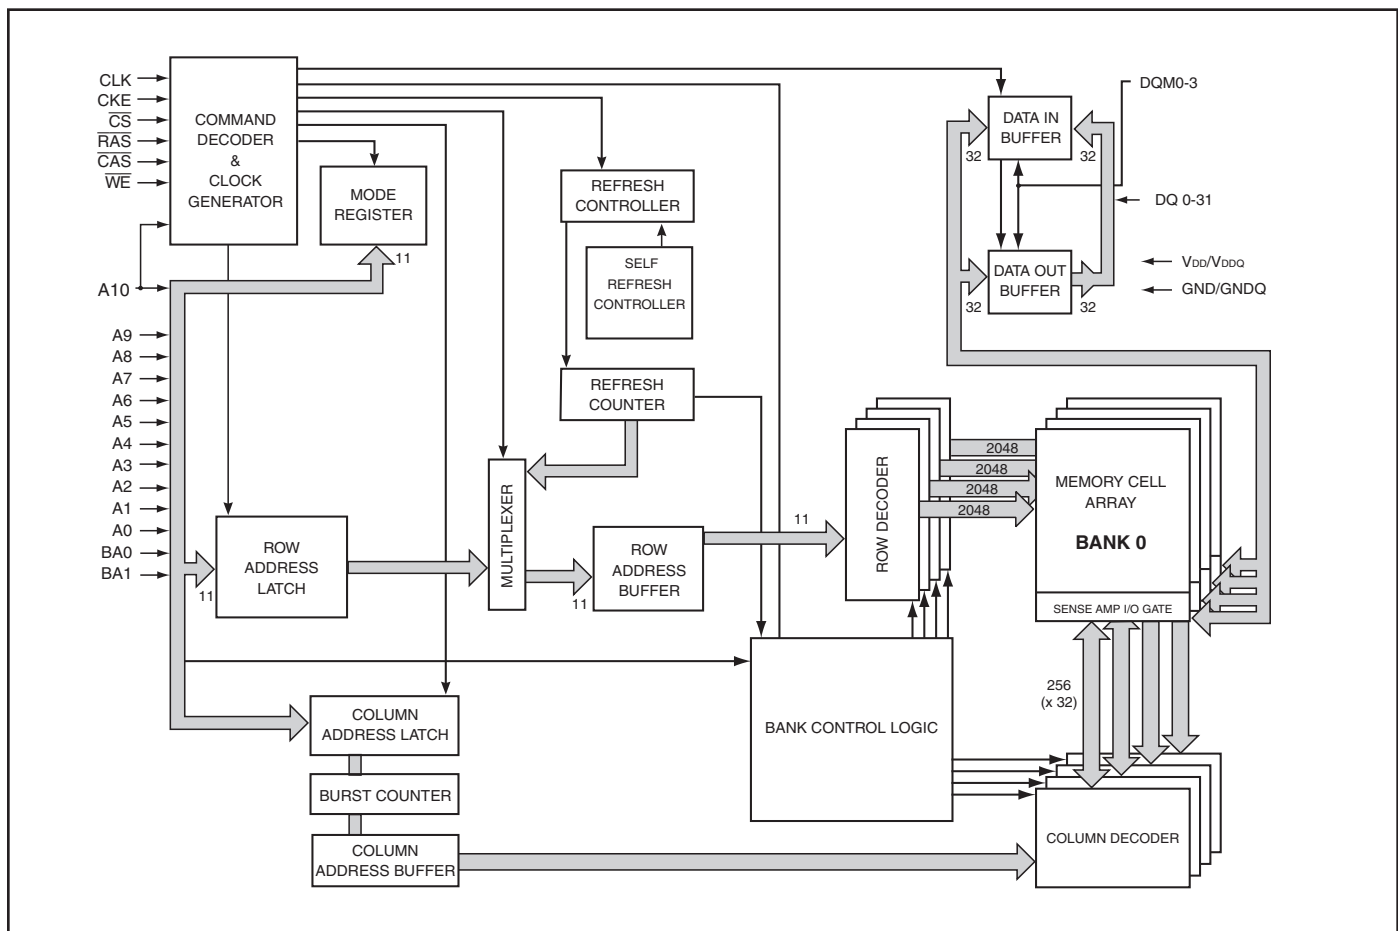 CLK
CKE
CS
RAS
CAS
WE
A10
A9
A8
A7
A6
A5
A4
A3
A2
A1
A0
BA0
BA1
COMMAND
DECODER
&
CLOCK
GENERATOR
MODE
REGISTER
11
REFRESH
CONTROLLER
SELF
REFRESH
CONTROLLER
REFRESH
COUNTER
DATA IN
BUFFER
32
32
DQM0-3
DQ 0-31
DATA OUT
BUFFER
32
32
VDD/VDDQ
GND/GNDQ
11
ROW
ADDRESS
LATCH
MULTIPLEXER
11
ROW
ADDRESS
BUFFER
11
ROW DECODER
2048
2048
2048
2048
MEMORY CELL
ARRAY
BANK 0
SENSE AMP I/O GATE
256
(x 32)
BANK CONTROL LOGIC
COLUMN
ADDRESS LATCH
BURST COUNTER
COLUMN
ADDRESS BUFFER
COLUMN DECODER